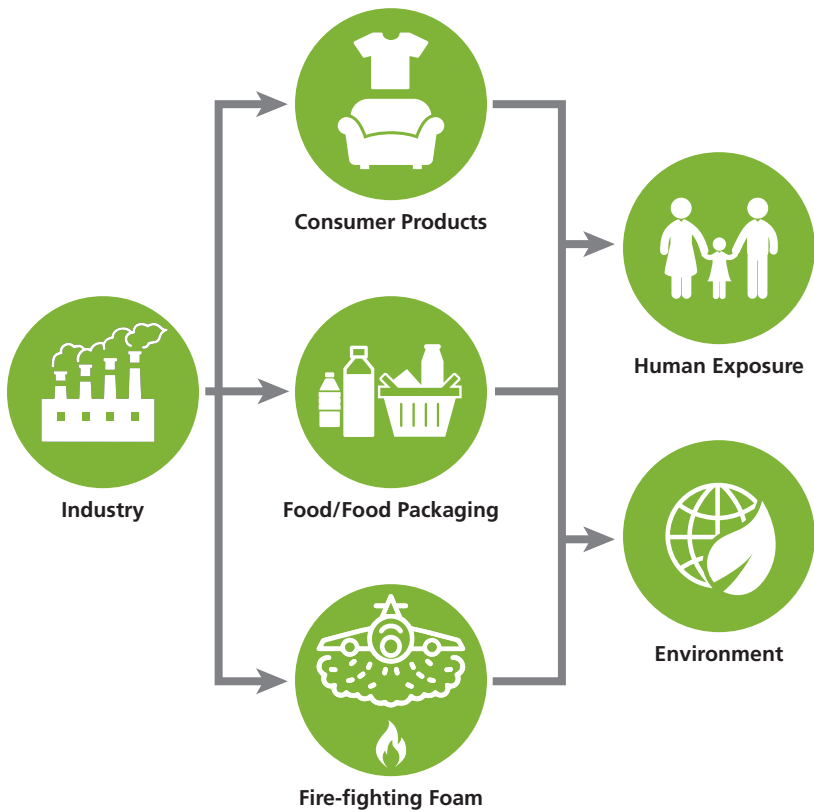 Consumer Products
Human Exposure
Industry
Food/Food Packaging
Environment
Fire-fighting Foam